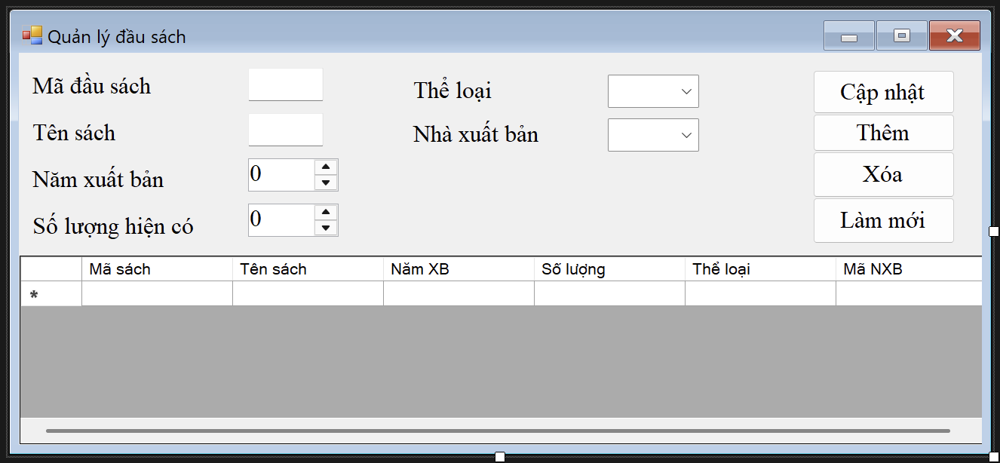 Quản lý đầu sách
Mã đầu sách
Thể loại
Cập nhật
Tên sách
Nhà xuất bản
Thêm
Năm xuất bản
0
Xóa
Số lượng hiện có
0
Làm mới
Mã sách Tên sách Năm XB Số lượng Thể loại Mã NXB
*